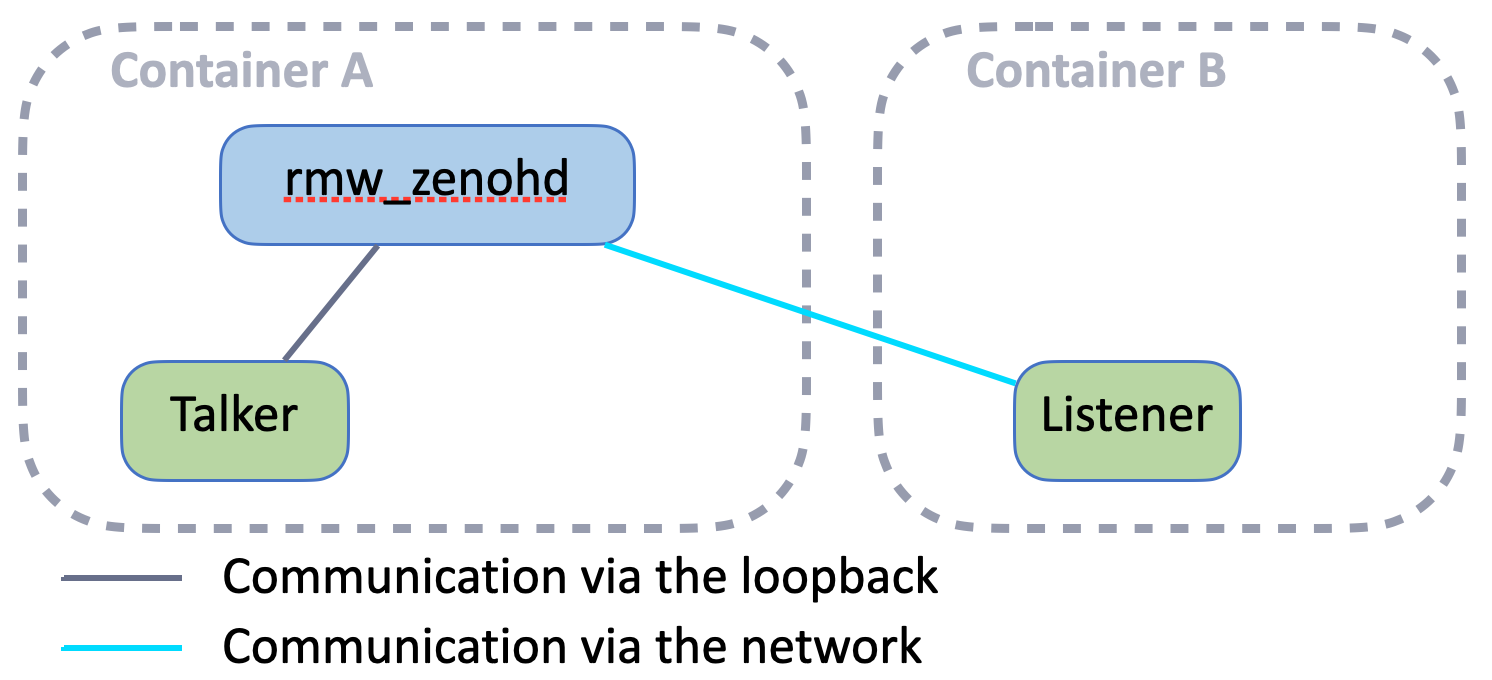 Container A
Container B
rmw_zenohd
Talker
Listener
Communication via the loopback
Communication via the network